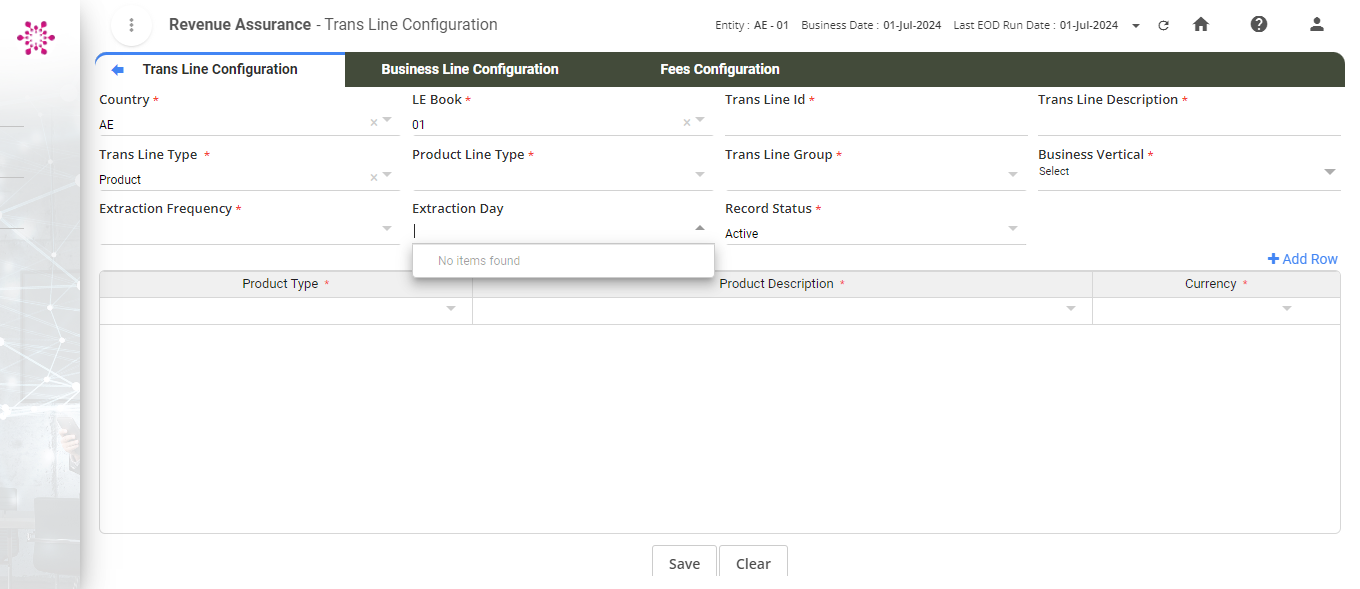 Revenue Assurance - Trans Line Configuration
Entity : AE - 01 Business Date : 01-Jul-2024 Last EOD Run Date : 01-Jul-2024
Trans Line Configuration Business Line Configuration Fees Configuration
Country * LE Book * Trans Line Id * Trans Line Description *
AE × 01 ×
Trans Line Type * Product Line Type * Trans Line Group * Business Vertical *
Product × Select
Extraction Frequency * Extraction Day Record Status *
Active
No items found
+ Add Row
Product Type * Product Description * Currency *
Save Clear